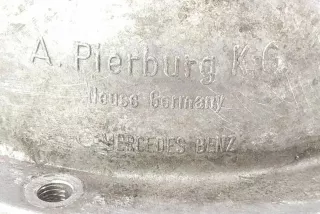 A. Pierburg KG
Neuss Germany
MERCEDES BENZ